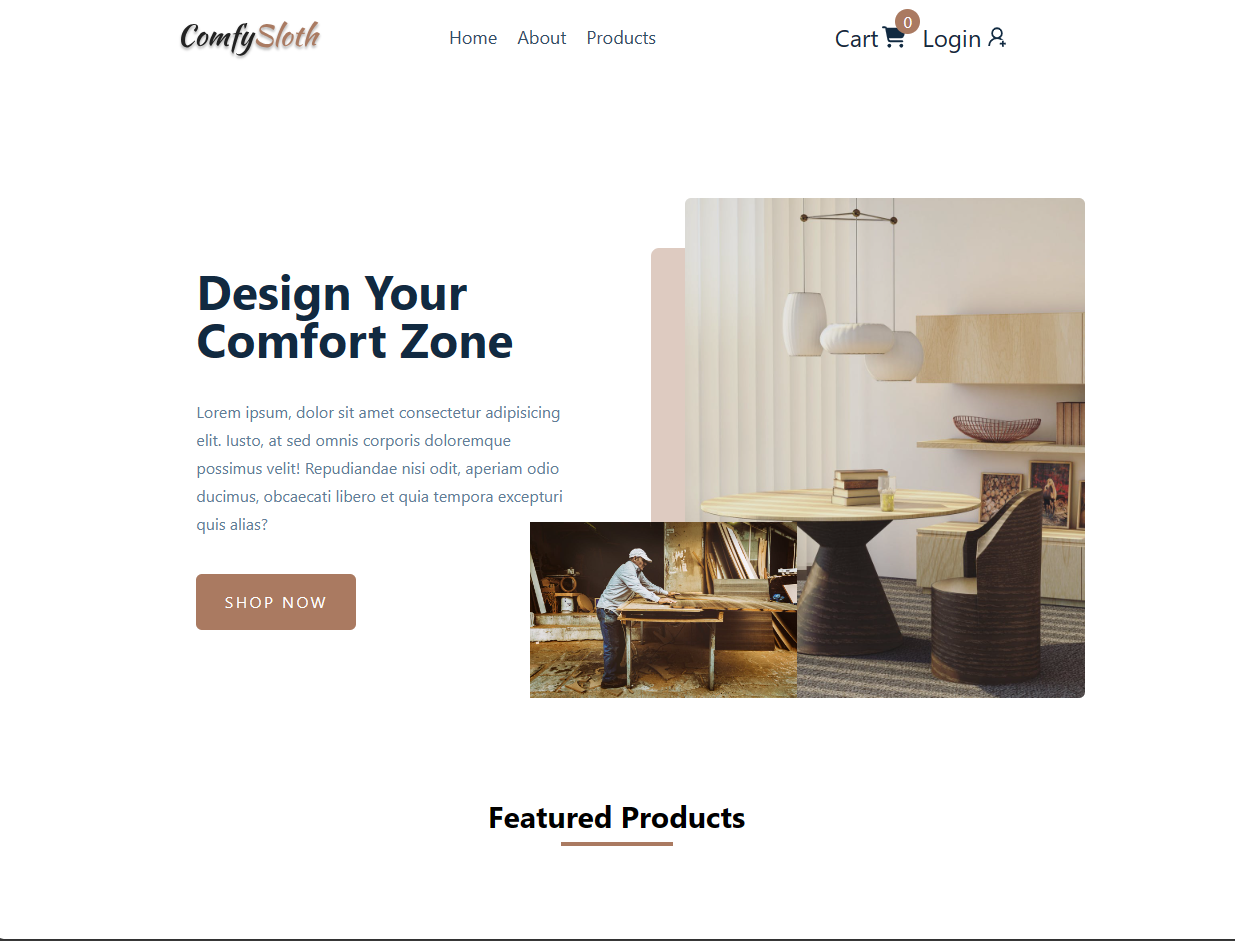 ComfySloth
Home About Products
Cart 0 Login
Design Your
Comfort Zone
Lorem ipsum, dolor sit amet consectetur adipisicing
elit. Iusto, at sed omnis corporis doloremque
possimus velit! Repudiandae nisi odit, aperiam odio
ducimus, obcaecati libero et quia tempora excepturi
quis alias?
SHOP NOW
Featured Products